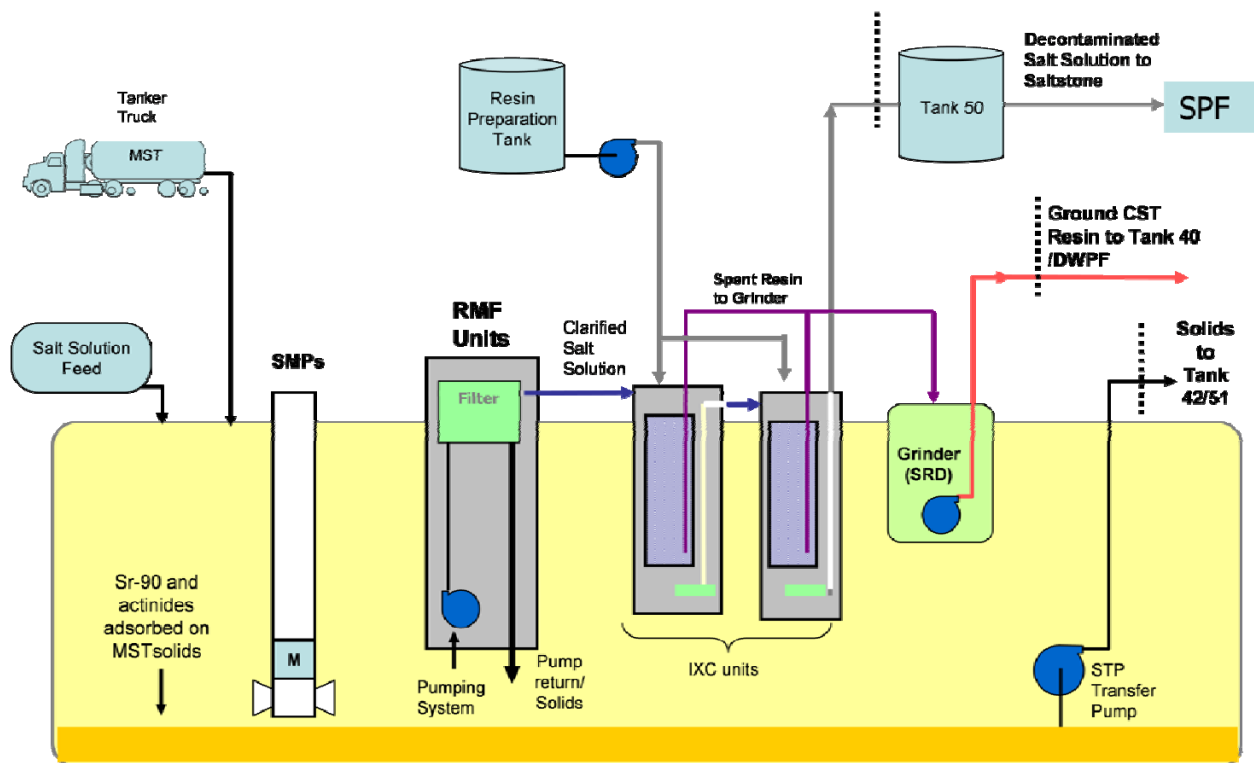 Decontaminated
Salt Solution to
Saltstone
Tanker
Truck
MST
Resin
Preparation
Tank
Tank 50
SPF
Ground CST
Resin to Tank 40
/DWPF
Spent Resin
to Grinder
RMF
Units
Clarified
Salt
Solution
Solids
to
Tank
42/51
Salt Solution
Feed
SMPs
Filter
Grinder
(SRD)
Sr-90 and
actinides
adsorbed on
MSTsolids
M
Pumping
System
Pump
return/
Solids
IXC units
STP
Transfer
Pump